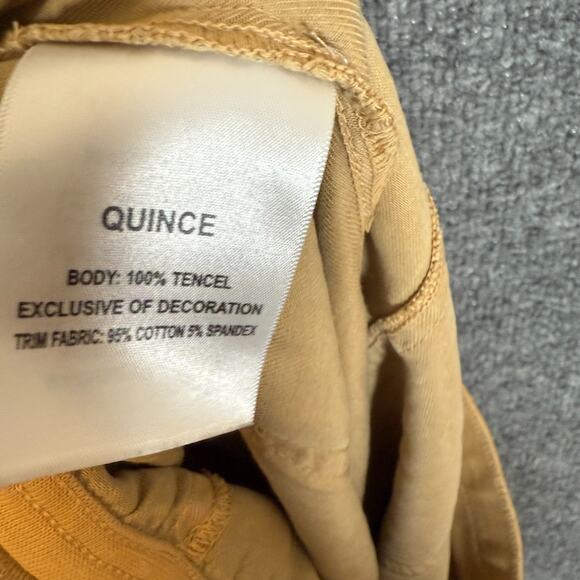 QUINCE
BODY: 100% TENCEL
EXCLUSIVE OF DECORATION
TRIM FABRIC: 95% COTTON 5% SPANDEX